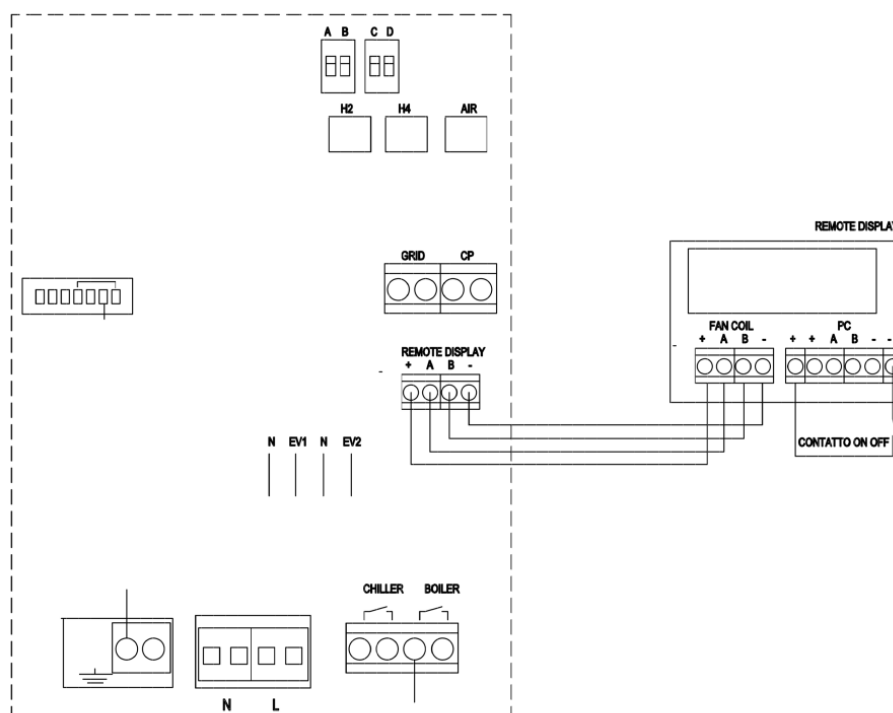 A B C D
H2 H4 AIR
REMOTE DISPLA
GRID CP
FAN COIL PC
+ A B - + + A B - -
REMOTE DISPLAY
+ A B -
N EV1 N EV2
CONTATTO ON OFF
CHILLER BOILER
N L